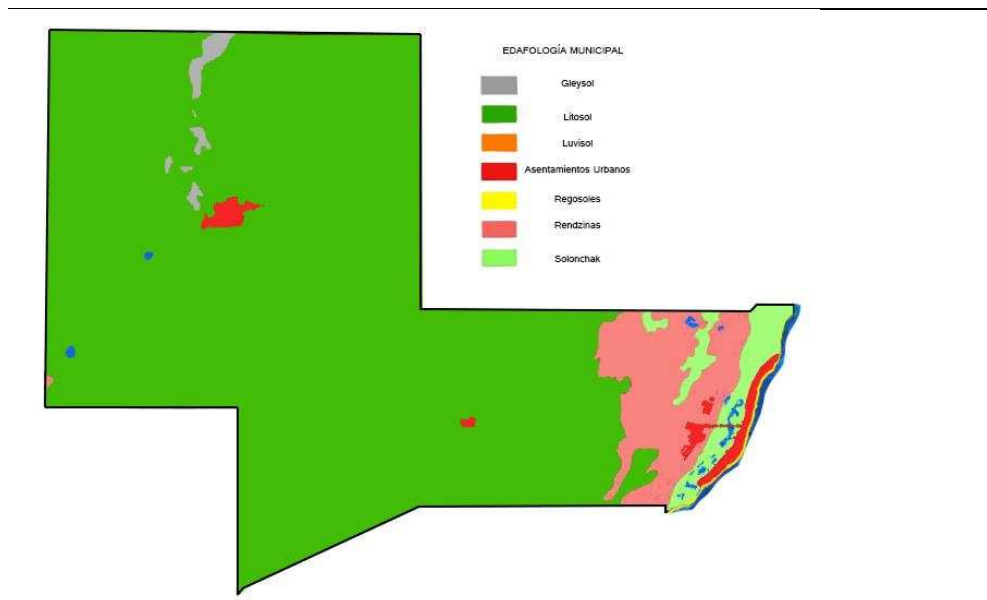 EDAFOLOGÍA MUNICIPAL
Gleysol
Litosol
Luvisol
Asentamientos Urbanos
Regosoles
Rendzinas
Solonchak